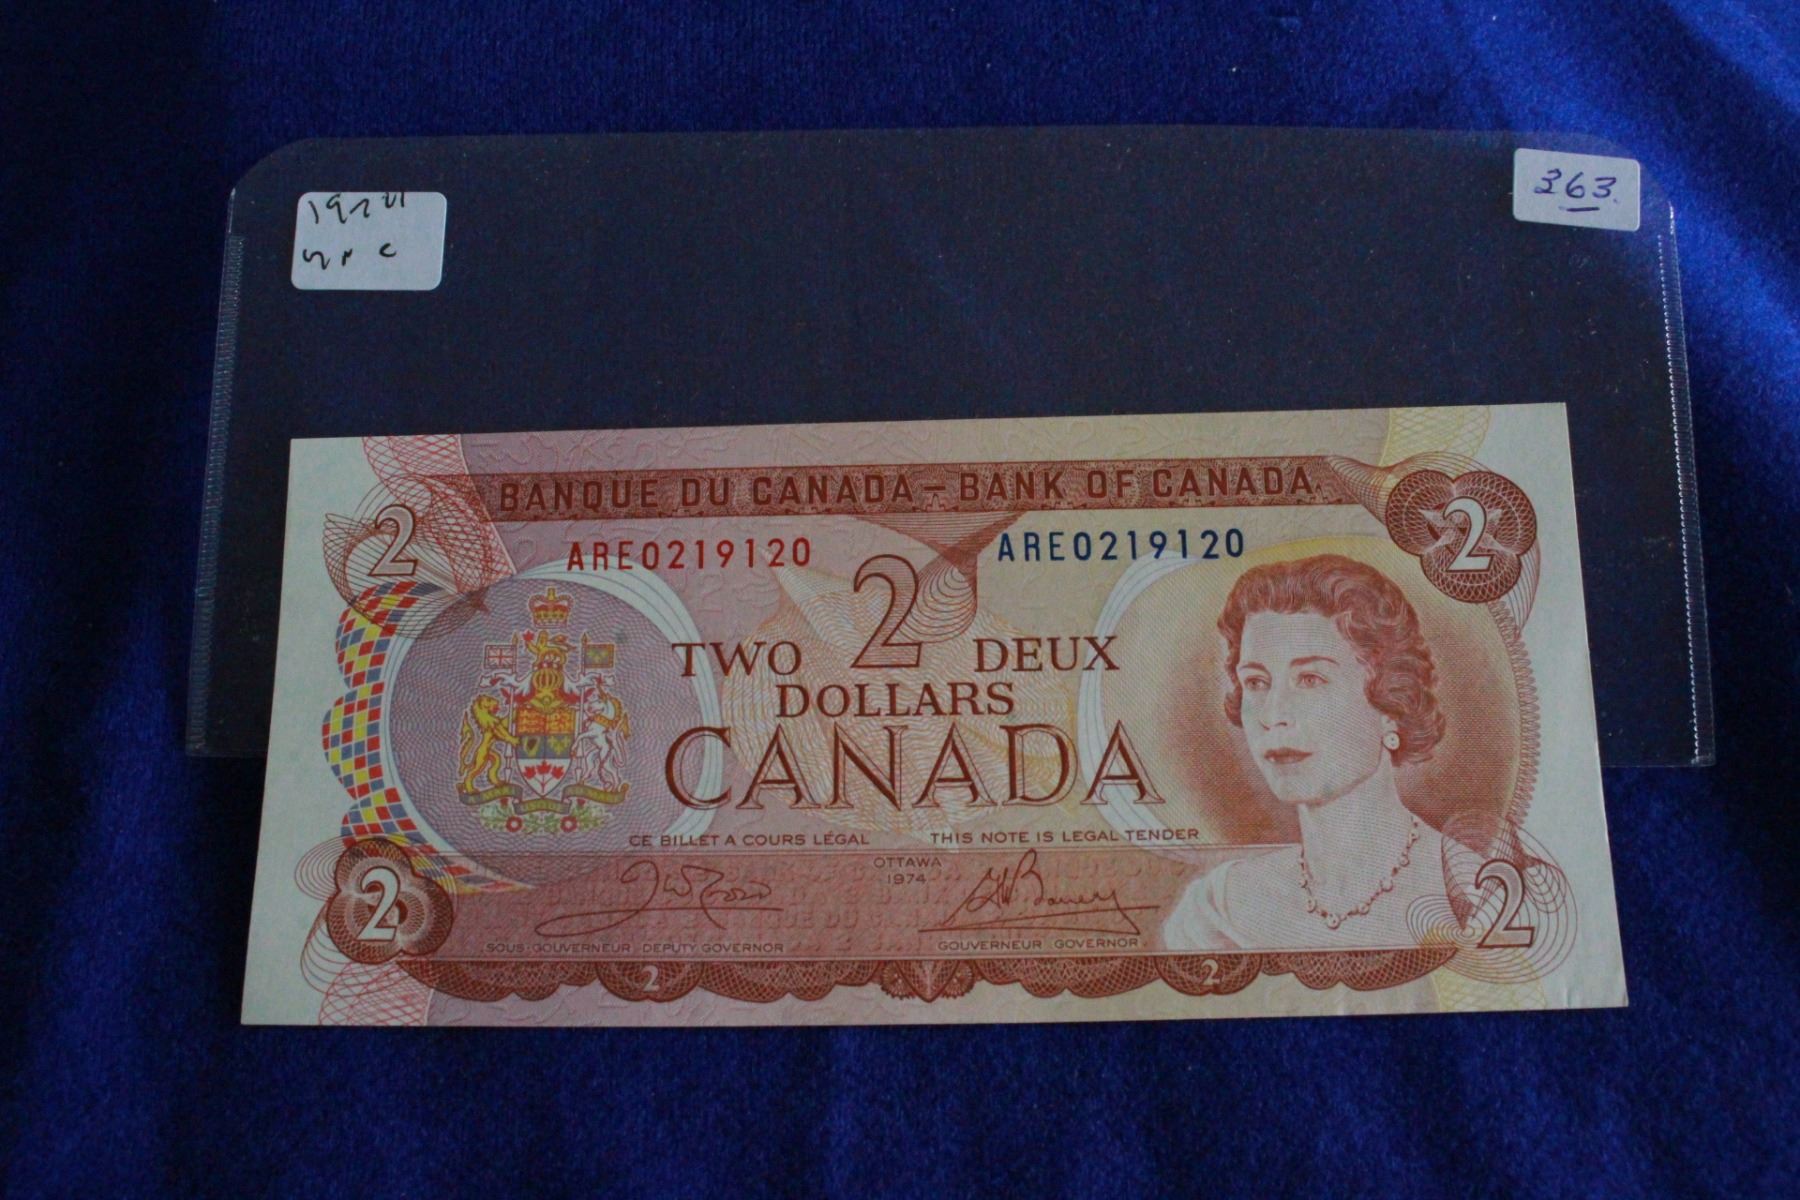 363.
1974
unc
BANQUE DU CANADA – BANK OF CANADA
2
2
ARE0219120
ARE0219120
2
TWO DEUX
DOLLARS
CANADA
CE BILLET A COURS LÉGAL
THIS NOTE IS LEGAL TENDER
OTTAWA
1974
2
2
SOUS-GOUVERNEUR DEPUTY GOVERNOR
GOUVERNEUR GOVERNOR
2
2